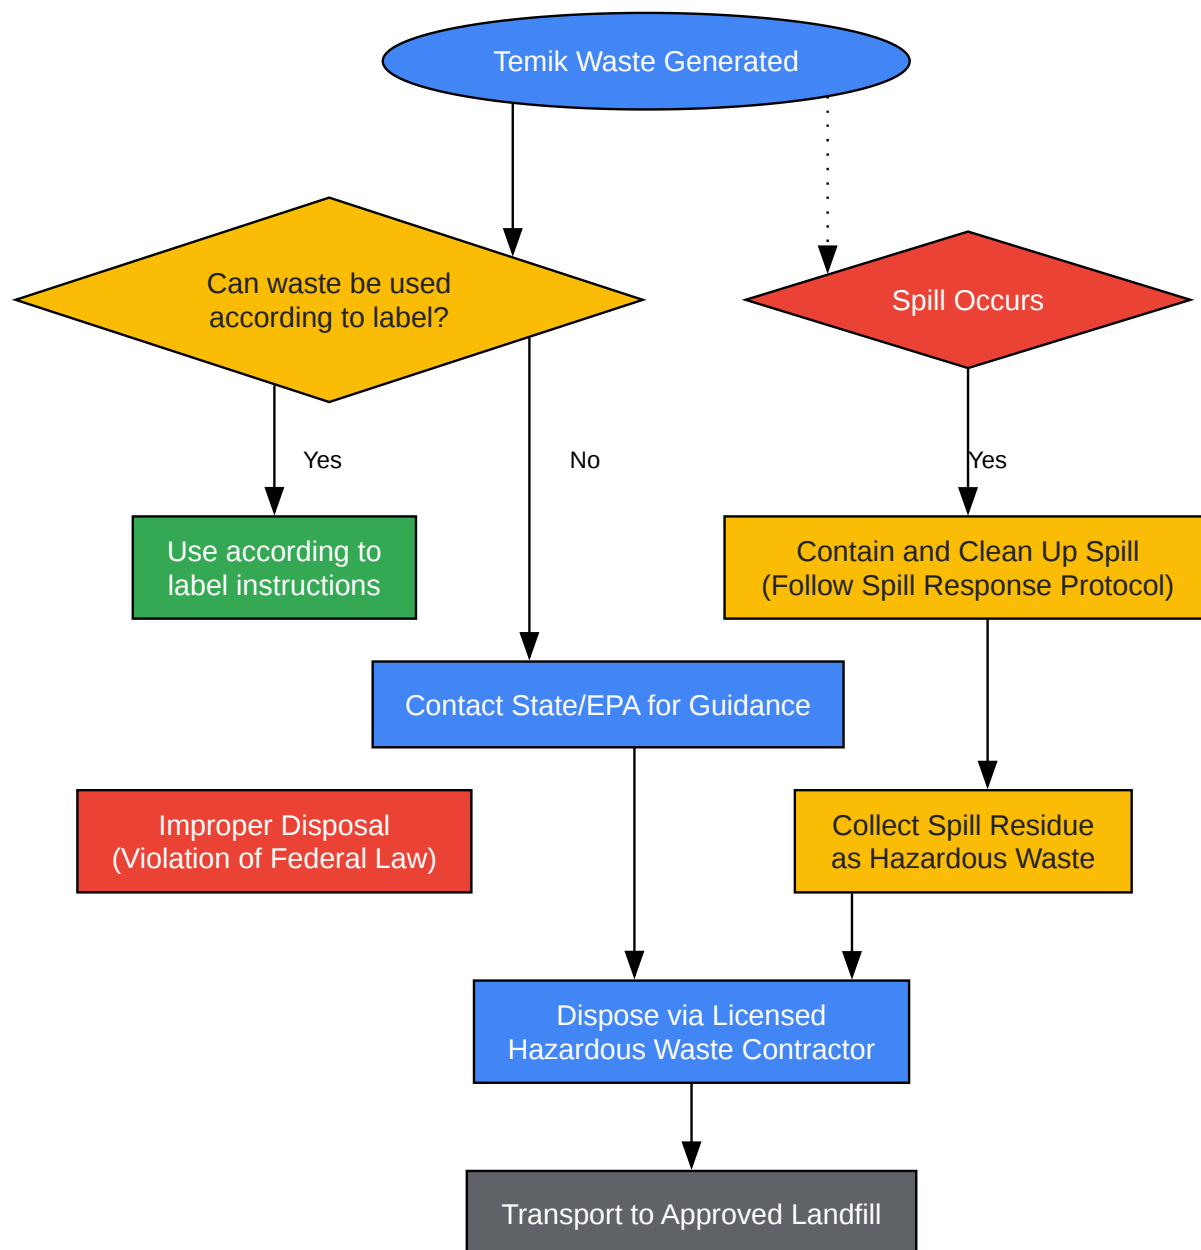 Temik Waste Generated
Can waste be used
according to label?
Spill Occurs
Yes
No
Yes
Use according to
label instructions
Contain and Clean Up Spill
(Follow Spill Response Protocol)
Contact State/EPA for Guidance
Improper Disposal
(Violation of Federal Law)
Collect Spill Residue
as Hazardous Waste
Dispose via Licensed
Hazardous Waste Contractor
Transport to Approved Landfill